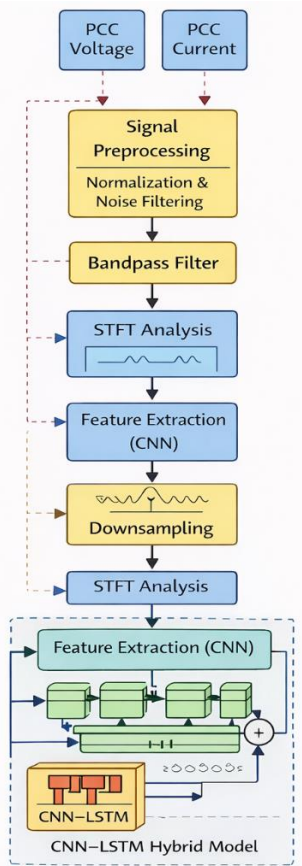 PCC
Voltage
PCC
Current
Signal
Preprocessing
Normalization &
Noise Filtering
Bandpass Filter
STFT Analysis
Feature Extraction
(CNN)
Downsampling
STFT Analysis
Feature Extraction (CNN)
+
CNN–LSTM
CNN–LSTM Hybrid Model